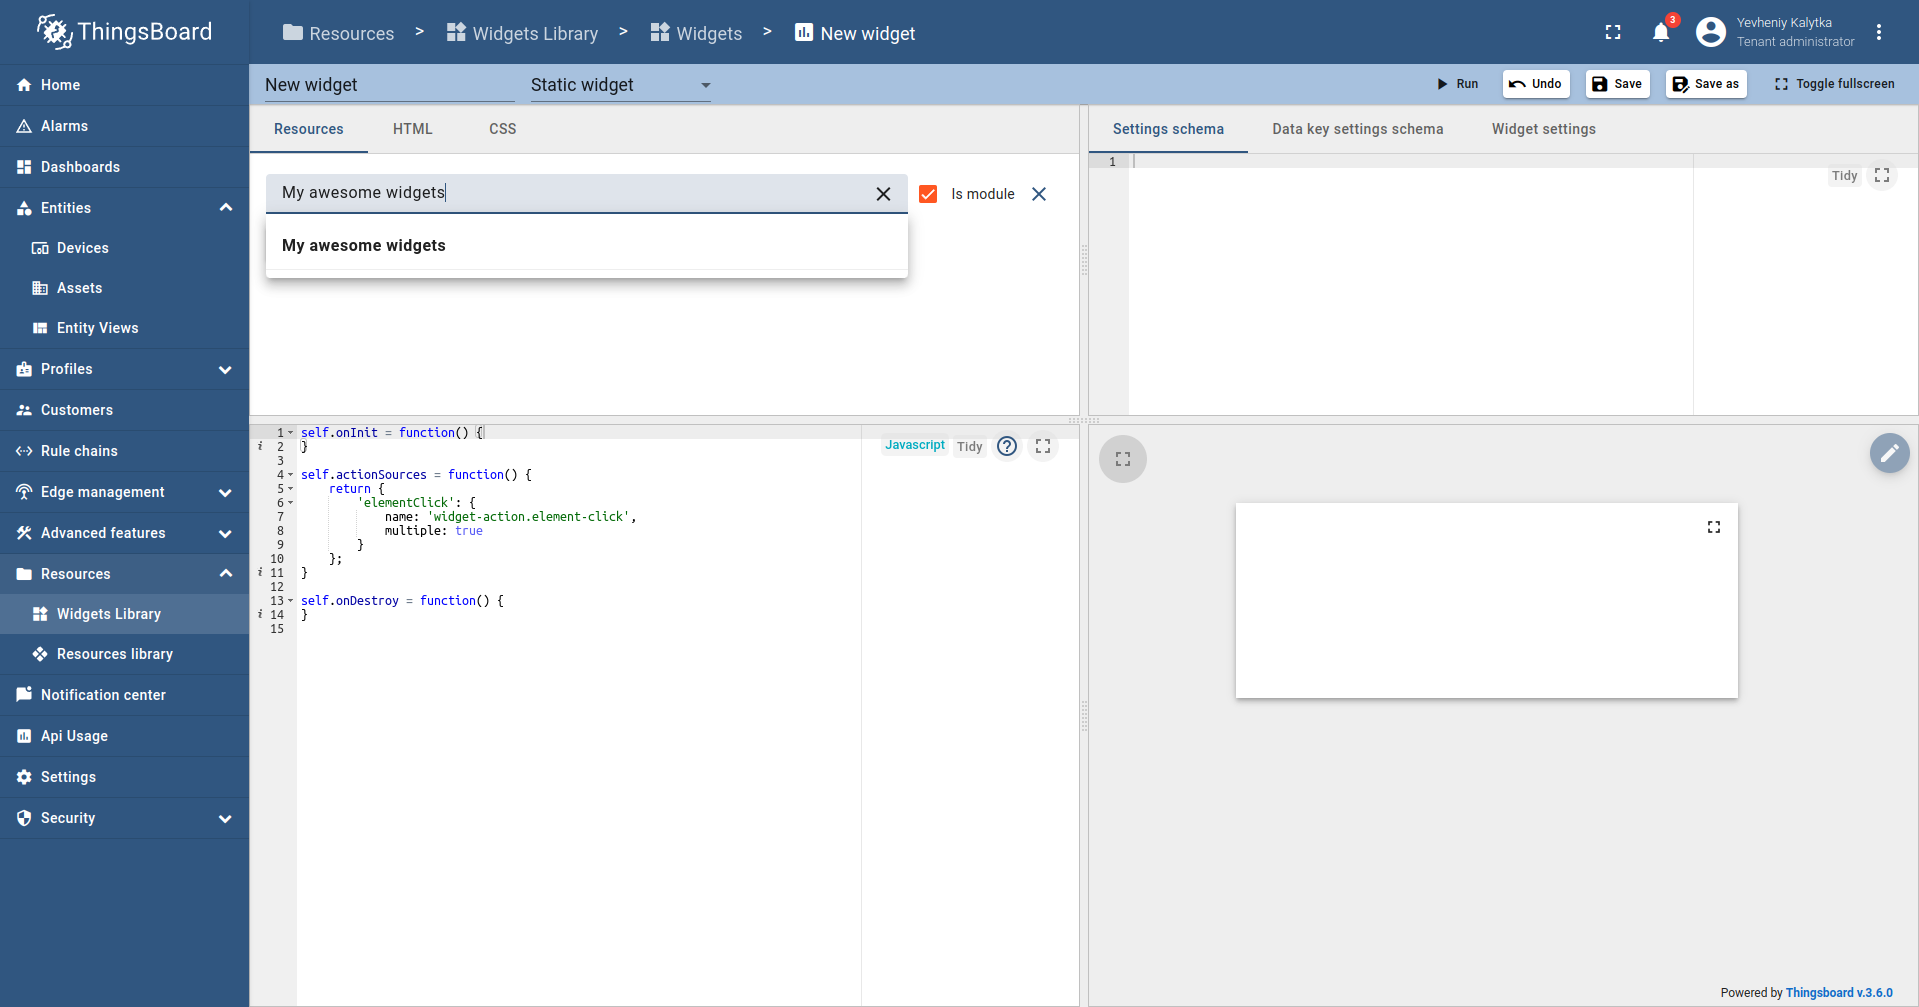 ThingsBoard
Resources > Widgets Library > Widgets > New widget
3
Yevheniy Kalytka
Tenant administrator
Home
Alarms
Dashboards
Entities
Devices
Assets
Entity Views
Profiles
Customers
Rule chains
Edge management
Advanced features
Resources
Widgets Library
Resources library
Notification center
Api Usage
Settings
Security
New widget
Static widget
Run
Undo
Save
Save as
Toggle fullscreen
Resources
HTML
CSS
My awesome widgets
Is module
My awesome widgets
Settings schema
Data key settings schema
Widget settings
1
Tidy
1 self.onInit = function() {
i 2 }
3
4 self.actionSources = function() {
5 return {
6 'elementClick': {
7 name: 'widget-action.element-click',
8 multiple: true
9 }
10 };
i 11 }
12
13 self.onDestroy = function() {
i 14 }
15
Javascript
Tidy
?
Powered by Thingsboard v.3.6.0